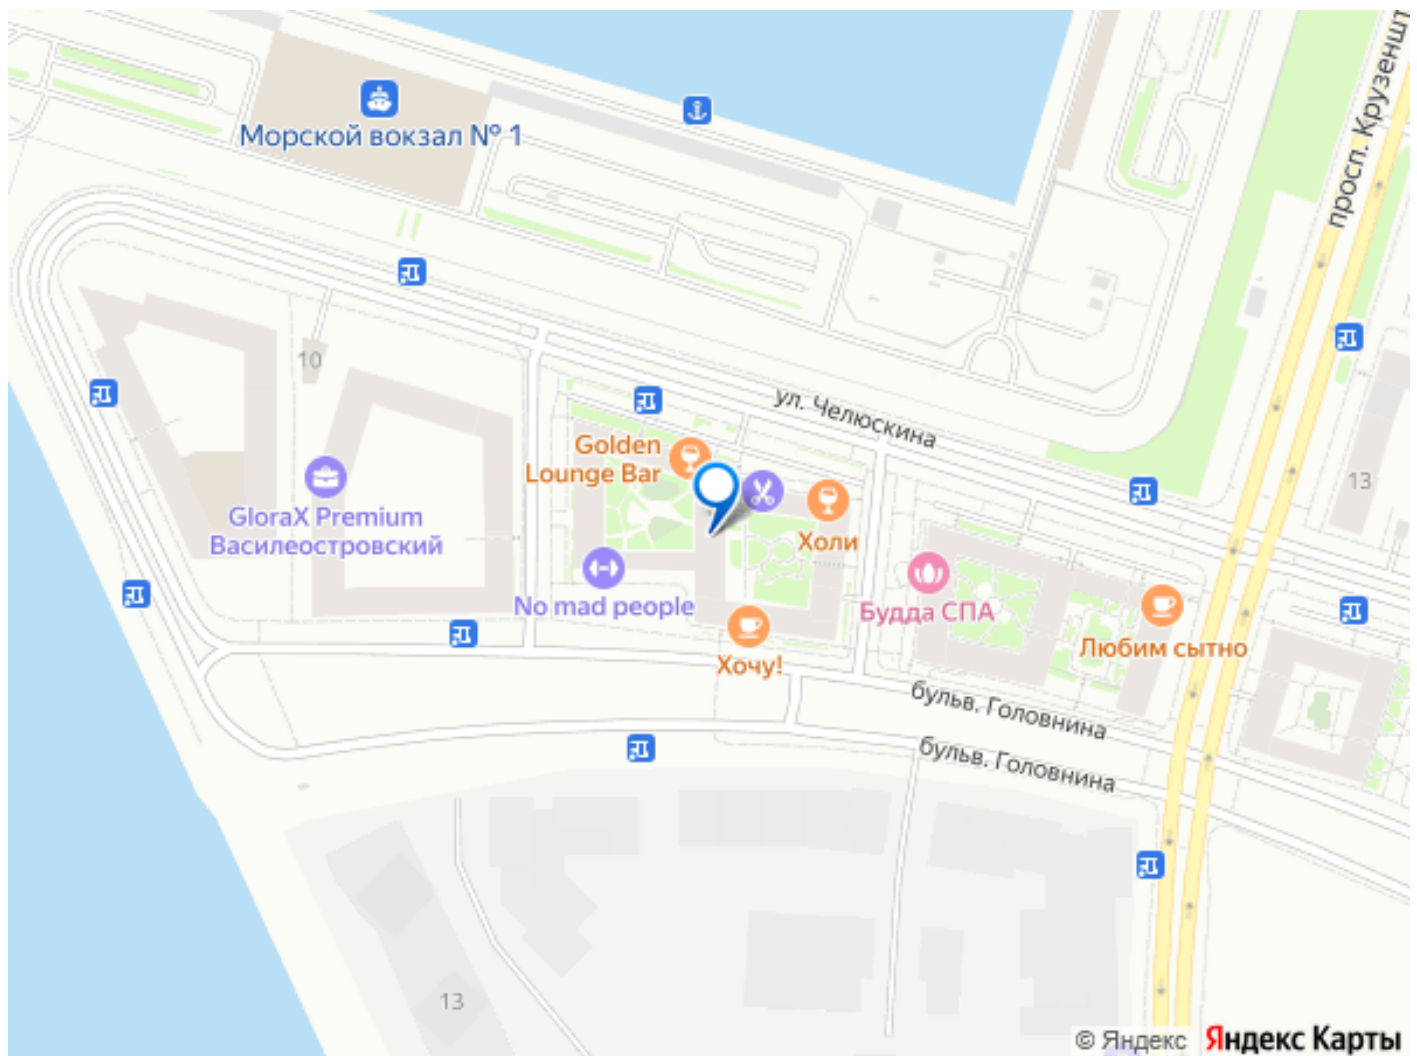 просп. Крузеншт
Морской вокзал № 1
10
ул. Челюскина
Golden
Lounge Bar
13
GloraX Premium
Василеостровский
Холи
No mad people
Будда СПА
Любим сытно
Хочу!
бульв. Головнина
бульв. Головнина
13
© Яндекс Яндекс Карты